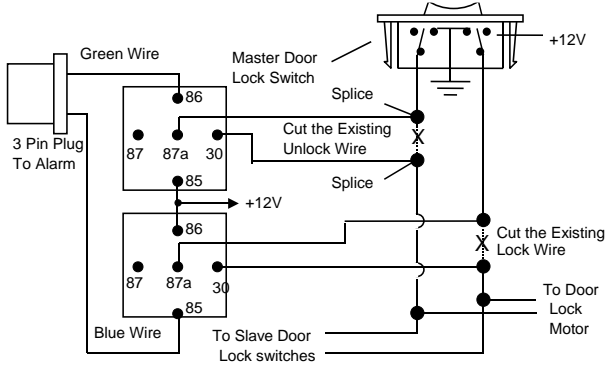 Green Wire
Master Door
Lock Switch
+12V
3 Pin Plug
To Alarm
86
87
87a
30
85
Splice
Cut the Existing
Unlock Wire
X
Splice
+12V
86
87
87a
30
85
Cut the Existing
Lock Wire
X
Blue Wire
To Slave Door
Lock switches
To Door
Lock
Motor